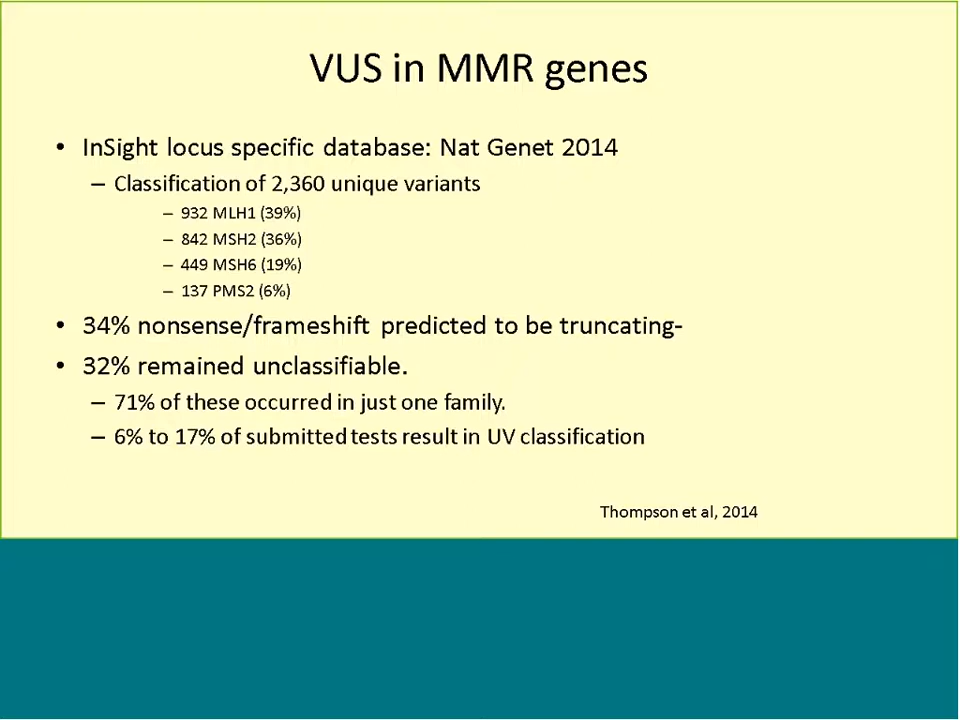 VUS in MMR genes
• InSight locus specific database: Nat Genet 2014
– Classification of 2,360 unique variants
– 932 MLH1 (39%)
– 842 MSH2 (36%)
– 449 MSH6 (19%)
– 137 PMS2 (6%)
• 34% nonsense/frameshift predicted to be truncating-
• 32% remained unclassifiable.
– 71% of these occurred in just one family.
– 6% to 17% of submitted tests result in UV classification
Thompson et al, 2014